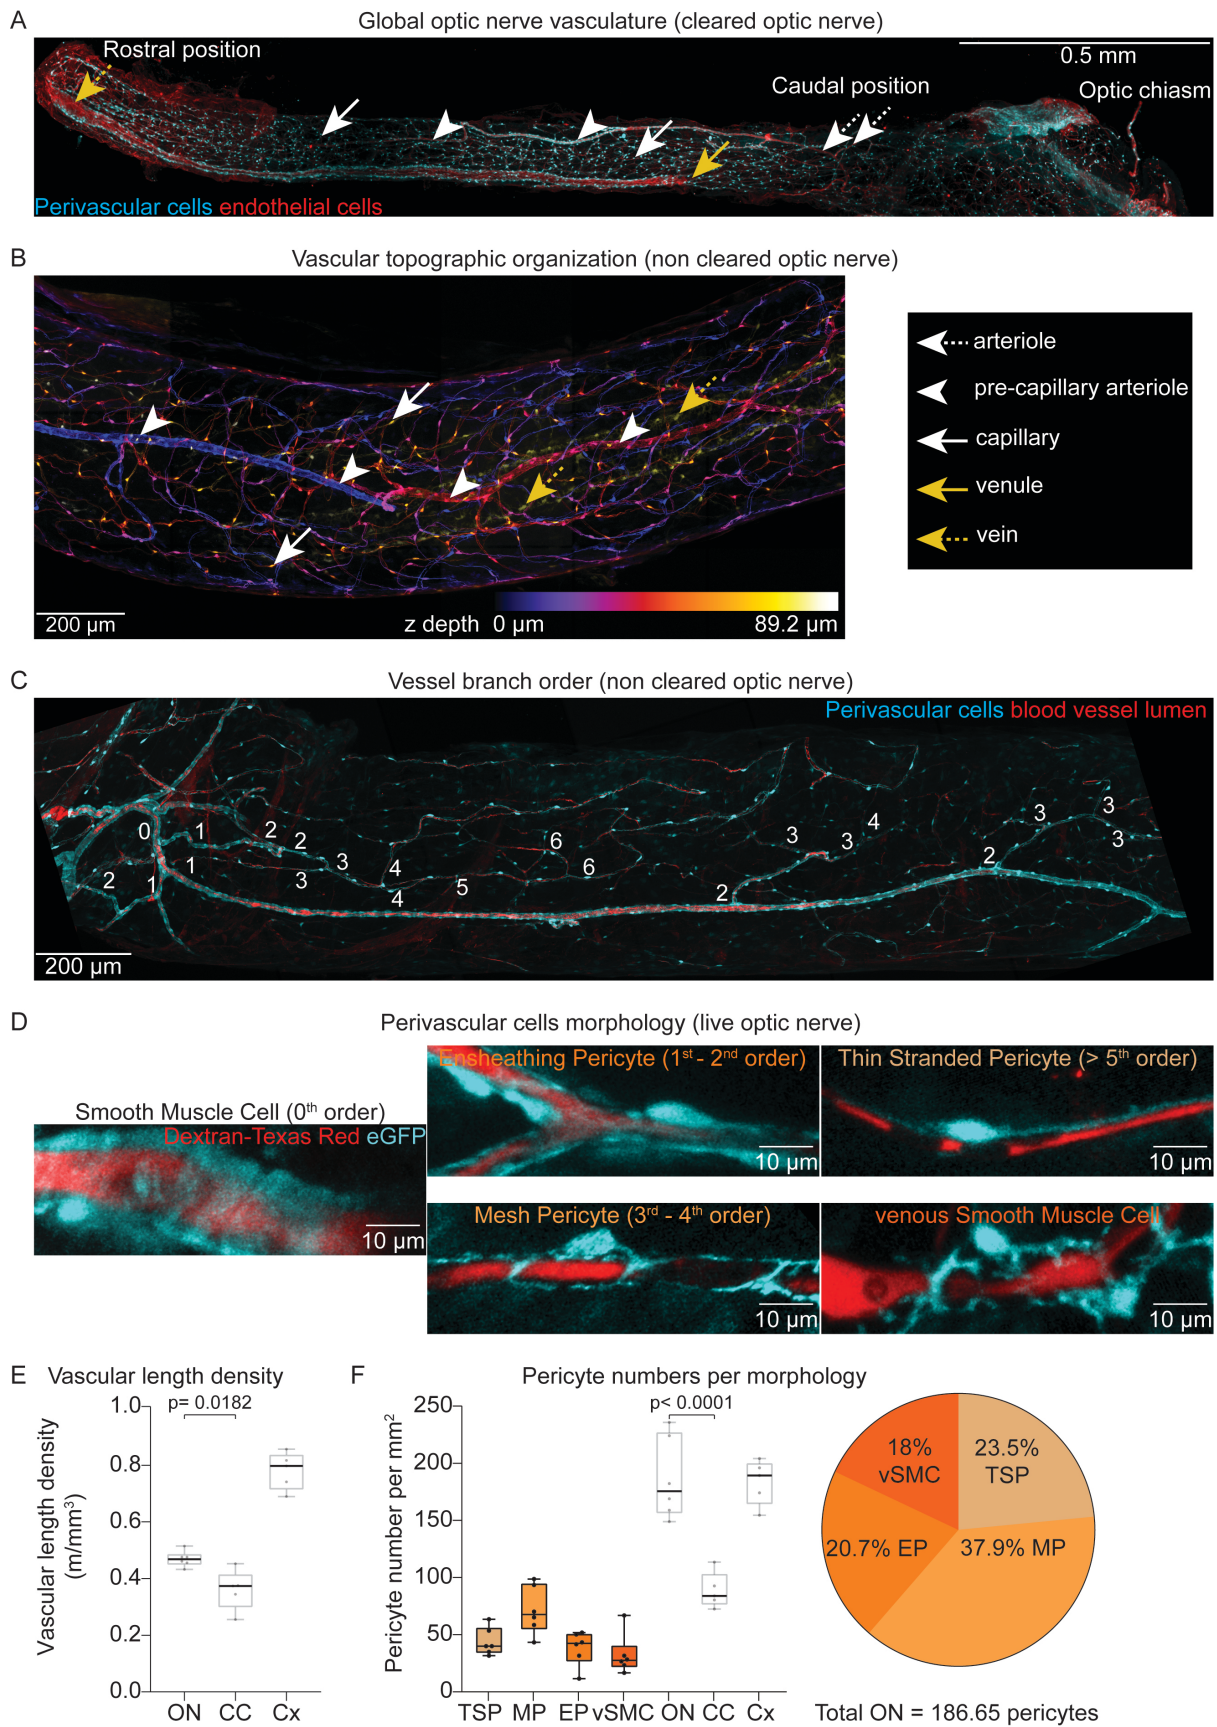 A Global optic nerve vasculature (cleared optic nerve)
Rostral position
0.5 mm
Caudal position
Optic chiasm
Perivascular cells endothelial cells
B Vascular topographic organization (non cleared optic nerve)
arteriole
pre-capillary arteriole
capillary
venule
vein
200 µm
z depth 0 µm 89.2 µm
C Vessel branch order (non cleared optic nerve)
Perivascular cells blood vessel lumen
0 1 2 2 3 4 6 3 3 4 3 3
2 1 1 3 4 5 6 2 2 3
200 µm
D Perivascular cells morphology (live optic nerve)
Smooth Muscle Cell (0th order)
Dextran-Texas Red eGFP
10 µm
Ensheathing Pericyte (1st - 2nd order)
10 µm
Thin Stranded Pericyte (> 5th order)
10 µm
Mesh Pericyte (3rd - 4th order)
10 µm
venous Smooth Muscle Cell
10 µm
E Vascular length density
p= 0.0182
Vascular length density
(m/mm³)
1.0
0.8
0.6
0.4
0.2
0.0
ON CC Cx
F Pericyte numbers per morphology
p< 0.0001
Pericyte number per mm²
250
200
150
100
50
0
TSP MP EP vSMC ON CC Cx
18%
vSMC
23.5%
TSP
20.7% EP
37.9% MP
Total ON = 186.65 pericytes